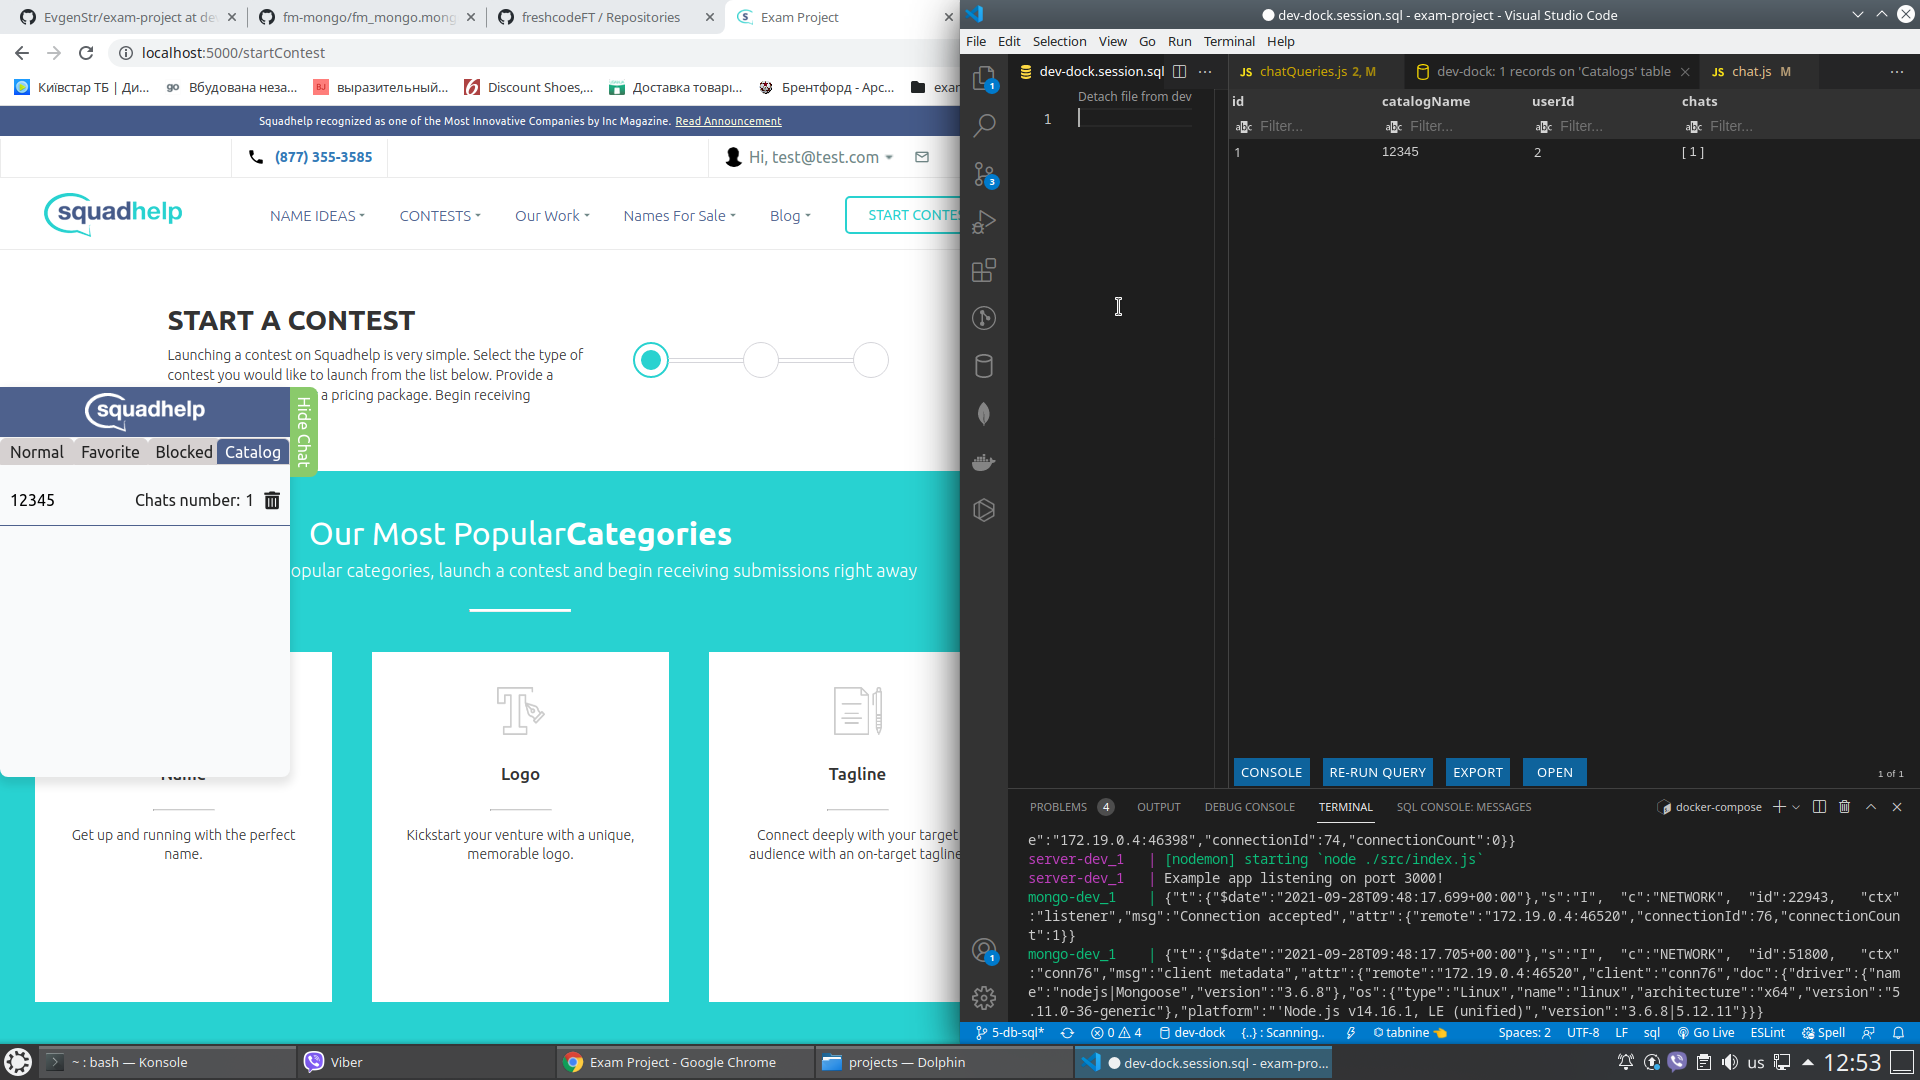 EvgenStr/exam-project at de
fm-mongo/fm_mongo.mong
freshcodeFT / Repositories
Exam Project
localhost:5000/startContest
Київстар ТБ | Ди...
Вбудована неза...
выразительный...
Discount Shoes,...
Доставка товарі...
Брентфорд - Арс...
exam
Squadhelp recognized as one of the Most Innovative Companies by Inc Magazine. Read Announcement
(877) 355-3585
Hi, test@test.com
squadhelp
NAME IDEAS
CONTESTS
Our Work
Names For Sale
Blog
START CONTE
START A CONTEST
Launching a contest on Squadhelp is very simple. Select the type of
contest you would like to launch from the list below. Provide a
a pricing package. Begin receiving
squadhelp
Hide Chat
Normal
Favorite
Blocked
Catalog
12345
Chats number: 1
Our Most PopularCategories
opular categories, launch a contest and begin receiving submissions right away
Name
Get up and running with the perfect
name.
Logo
Kickstart your venture with a unique,
memorable logo.
Tagline
Connect deeply with your target
audience with an on-target tagline
dev-dock.session.sql - exam-project - Visual Studio Code
File Edit Selection View Go Run Terminal Help
dev-dock.session.sql
chatQueries.js 2, M
dev-dock: 1 records on 'Catalogs' table
chat.js M
1
3
1
Detach file from dev
1
id catalogName userId chats
Filter... Filter... Filter... Filter...
1 12345 2 [ 1 ]
CONSOLE
RE-RUN QUERY
EXPORT
OPEN
1 of 1
PROBLEMS 4 OUTPUT DEBUG CONSOLE TERMINAL SQL CONSOLE: MESSAGES
docker-compose
e":"172.19.0.4:46398","connectionId":74,"connectionCount":0}}
server-dev_1 | [nodemon] starting `node ./src/index.js`
server-dev_1 | Example app listening on port 3000!
mongo-dev_1 | {"t":{"$date":"2021-09-28T09:48:17.699+00:00"},"s":"I", "c":"NETWORK", "id":22943, "ctx"
:"listener","msg":"Connection accepted","attr":{"remote":"172.19.0.4:46520","connectionId":76,"connectionCoun
t":1}}
mongo-dev_1 | {"t":{"$date":"2021-09-28T09:48:17.705+00:00"},"s":"I", "c":"NETWORK", "id":51800, "ctx"
:"conn76","msg":"client metadata","attr":{"remote":"172.19.0.4:46520","client":"conn76","doc":{"driver":{"nam
e":"nodejs|Mongoose","version":"3.6.8"},"os":{"type":"Linux","name":"linux","architecture":"x64","version":"5
.11.0-36-generic"},"platform":"'Node.js v14.16.1, LE (unified)","version":"3.6.8|5.12.11"}}}
5-db-sql*
0
4
dev-dock
{..} : Scanning..
tabnine
Spaces: 2
UTF-8
LF
sql
Go Live
ESLint
Spell
~ : bash — Konsole
Viber
Exam Project - Google Chrome
projects — Dolphin
dev-dock.session.sql - exam-pro...
us
12:53